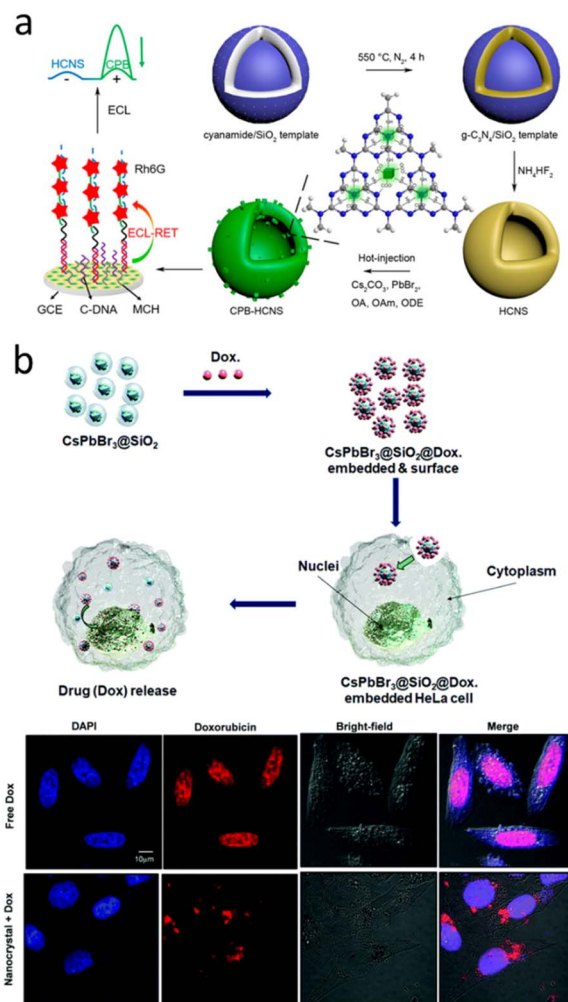 a
HCNS
CPB
-
+
ECL
Rh6G
ECL-RET
GCE
C-DNA
MCH
cyanamide/SiO₂ template
550 °C, N₂, 4 h
g-C₃N₄/SiO₂ template
NH₄HF₂
HCNS
Hot-injection
Cs₂CO₃, PbBr₂,
OA, OAm, ODE
CPB-HCNS
b
CsPbBr₃@SiO₂
Dox.
CsPbBr₃@SiO₂@Dox.
embedded & surface
Nuclei
Cytoplasm
CsPbBr₃@SiO₂@Dox.
embedded HeLa cell
Drug (Dox) release
DAPI
Doxorubicin
Bright-field
Merge
Free Dox
10μm
Nanocrystal + Dox